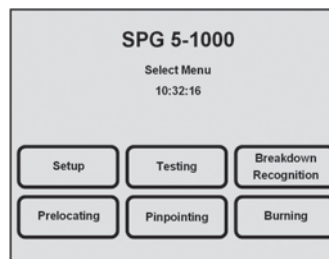 SPG 5-1000
Select Menu
10:32:16
Setup
Testing
Breakdown
Recognition
Prelocating
Pinpointing
Burning